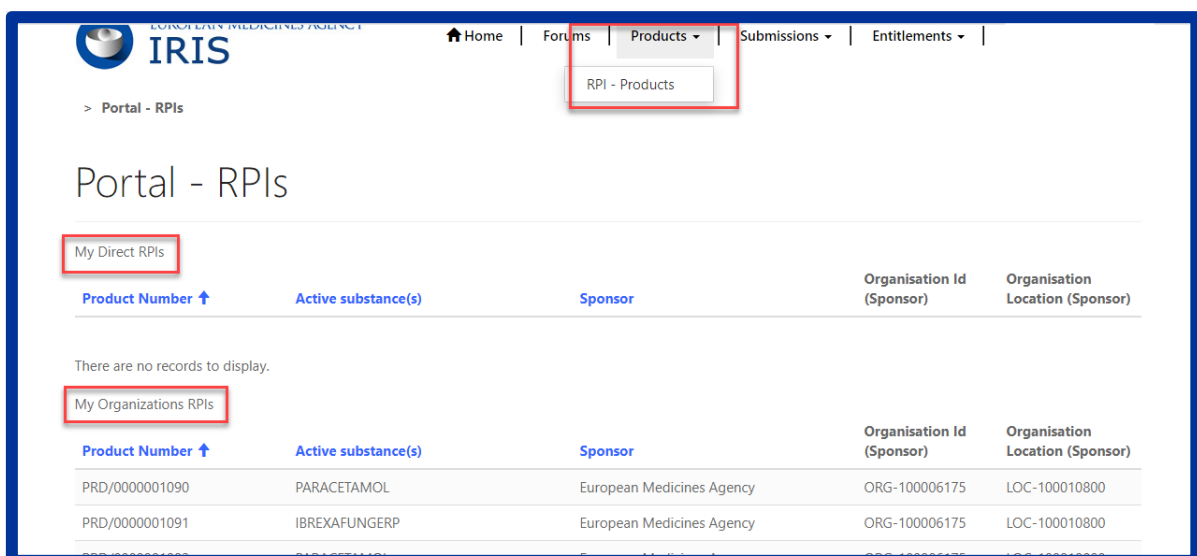 EUROPEAN MEDICINES AGENCY
IRIS
Home | Forums | Products | Submissions | Entitlements |
RPI - Products
> Portal - RPIs
Portal - RPIs
My Direct RPIs
Product Number Active substance(s) Sponsor Organisation Id (Sponsor) Organisation Location (Sponsor)
There are no records to display.
My Organizations RPIs
Product Number Active substance(s) Sponsor Organisation Id (Sponsor) Organisation Location (Sponsor)
PRD/0000001090 PARACETAMOL European Medicines Agency ORG-100006175 LOC-100010800
PRD/0000001091 IBREXAFUNGERP European Medicines Agency ORG-100006175 LOC-100010800